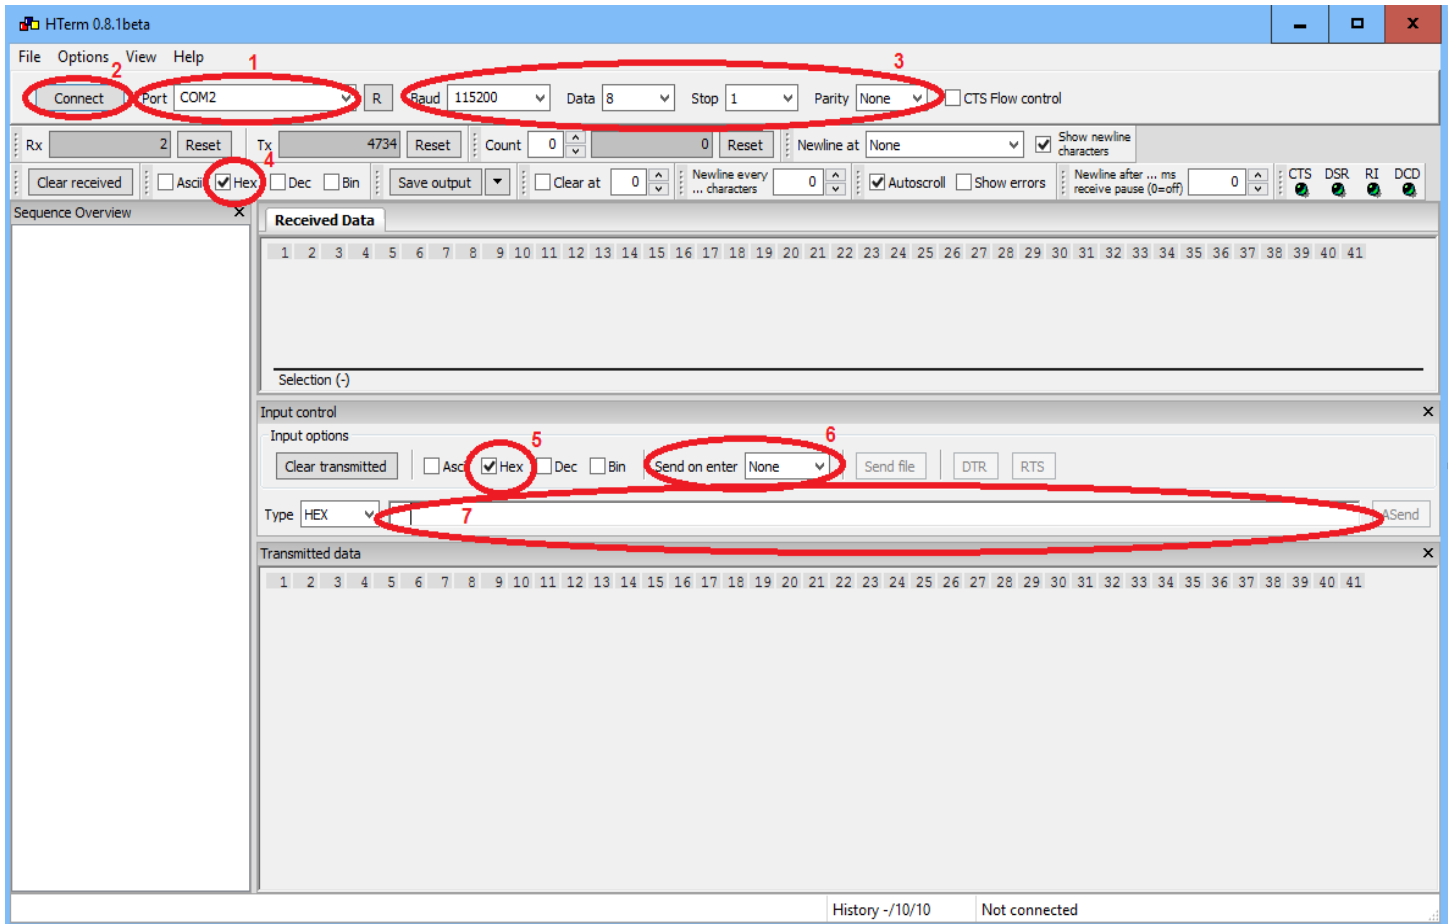 HTerm 0.8.1beta
File Options View Help
2 1 3
Connect Port COM2 R Baud 115200 Data 8 Stop 1 Parity None CTS Flow control
Rx 2 Reset Tx 4734 Reset Count 0 0 Reset Newline at None Show newline characters
4
Clear received Ascii Hex Dec Bin Save output Clear at 0 Newline every ... characters 0 Autoscroll Show errors Newline after ... ms receive pause (0=off) 0 CTS DSR RI DCD
Sequence Overview X
Received Data
1 2 3 4 5 6 7 8 9 10 11 12 13 14 15 16 17 18 19 20 21 22 23 24 25 26 27 28 29 30 31 32 33 34 35 36 37 38 39 40 41
Selection (-)
Input control
Input options
5 6
Clear transmitted Ascii Hex Dec Bin Send on enter None Send file DTR RTS
Type HEX 7 ASend
Transmitted data
1 2 3 4 5 6 7 8 9 10 11 12 13 14 15 16 17 18 19 20 21 22 23 24 25 26 27 28 29 30 31 32 33 34 35 36 37 38 39 40 41
History -/10/10 Not connected